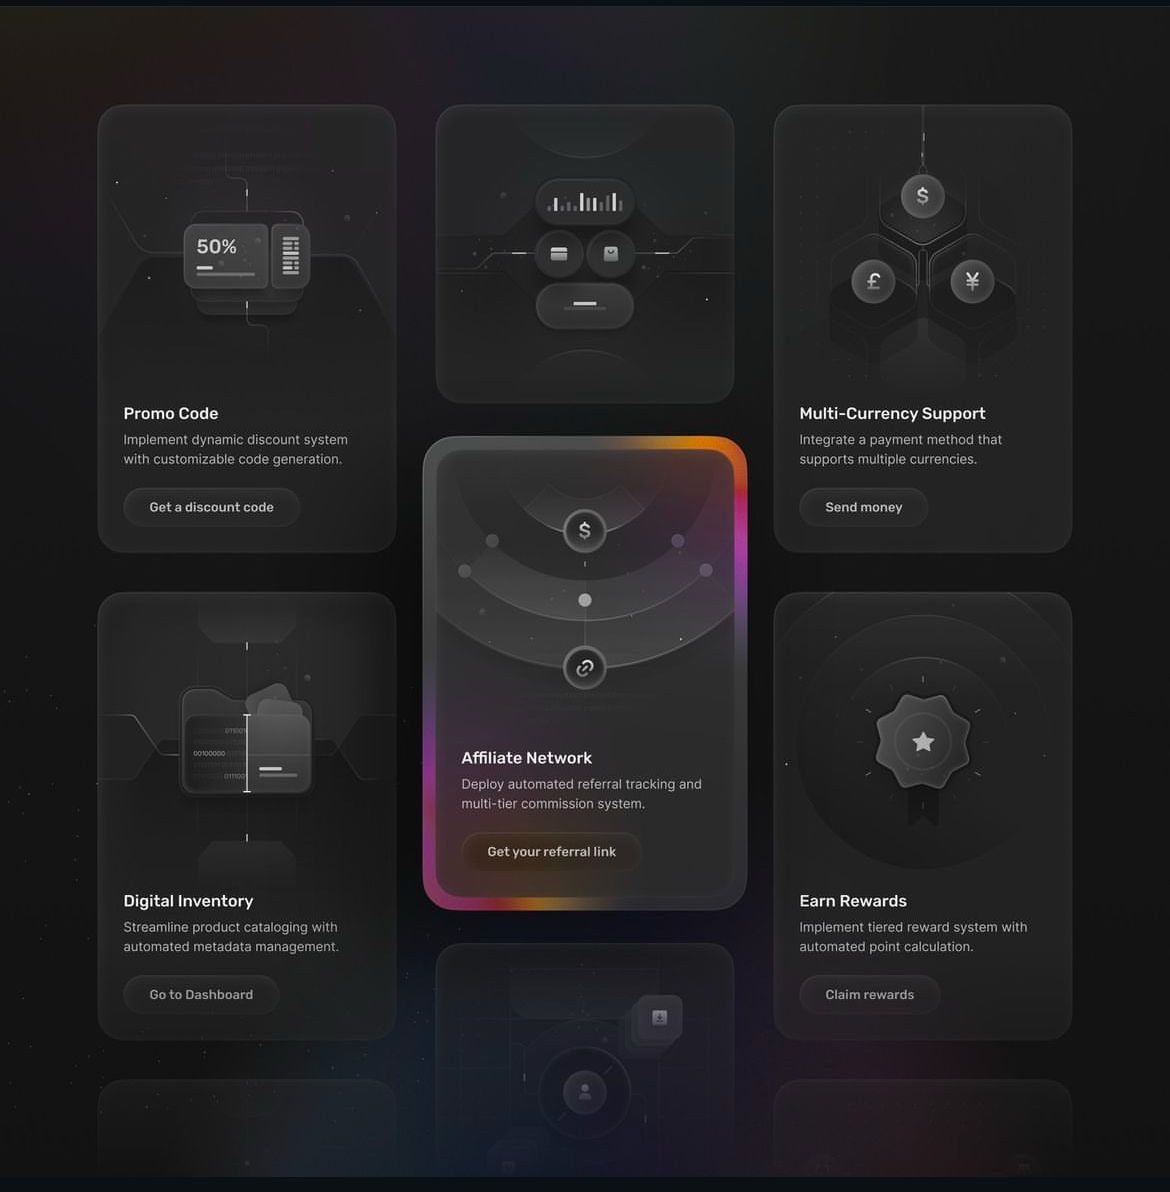 50%
Promo Code
Implement dynamic discount system
with customizable code generation.
Get a discount code
$
£
¥
Multi-Currency Support
Integrate a payment method that
supports multiple currencies.
Send money
$
Affiliate Network
Deploy automated referral tracking and
multi-tier commission system.
Get your referral link
00100000
Digital Inventory
Streamline product cataloging with
automated metadata management.
Go to Dashboard
Earn Rewards
Implement tiered reward system with
automated point calculation.
Claim rewards